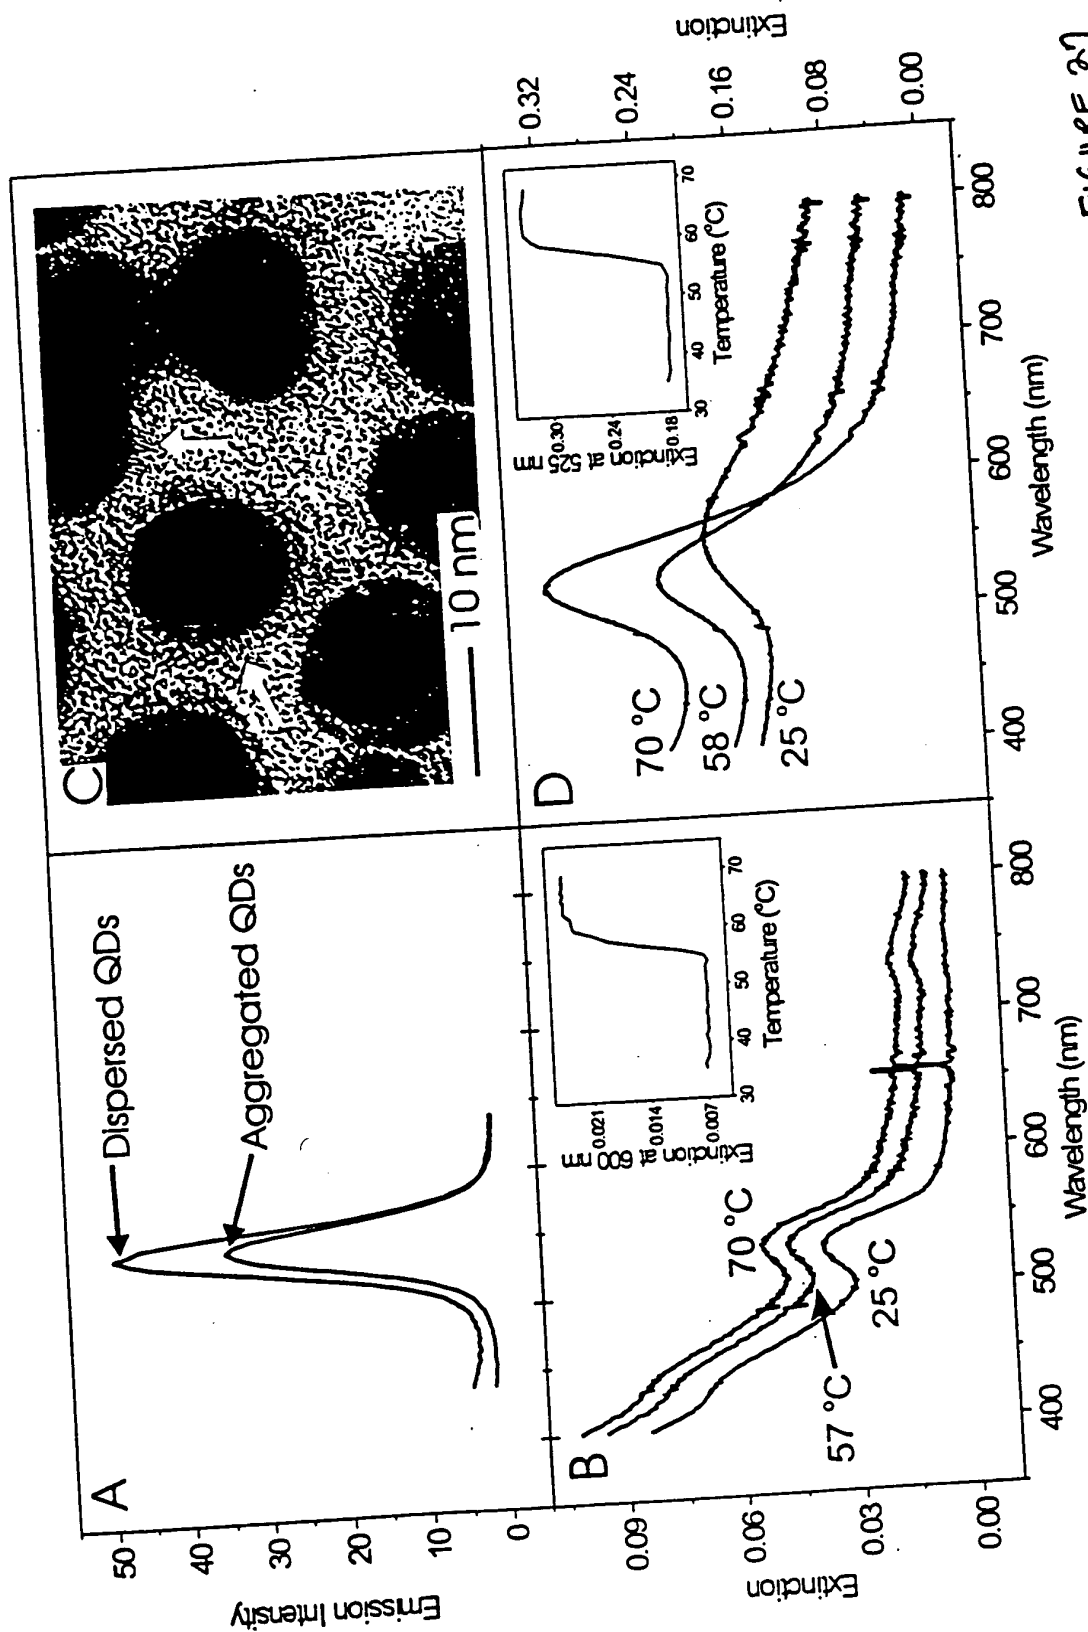 A
Dispersed QDs
Aggregated QDs
Emission Intensity
50
40
30
20
10
0
C
10 nm
B
70 °C
57 °C
25 °C
Extinction
0.09
0.06
0.03
0.00
400
500
600
700
800
Wavelength (nm)
Extinction at 600 nm
0.021
0.014
0.007
30
40
50
60
70
Temperature (°C)
D
70 °C
58 °C
25 °C
Extinction
0.32
0.24
0.16
0.08
0.00
400
500
600
700
800
Wavelength (nm)
Extinction at 525 nm
0.30
0.24
0.18
30
40
50
60
70
Temperature (°C)
FIGURE 27